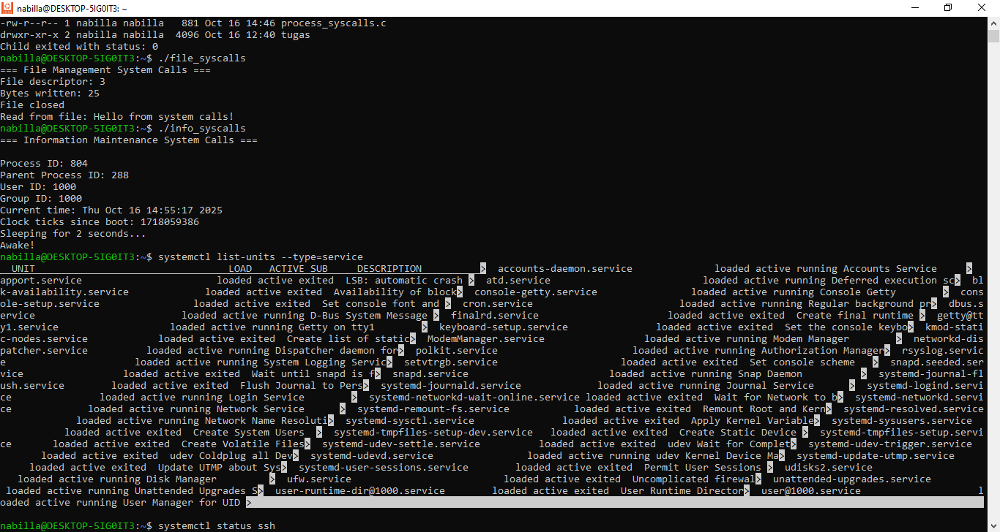 nabilla@DESKTOP-5IG0IT3: ~
-rw-r--r-- 1 nabilla nabilla   881 Oct 16 14:46 process_syscalls.c
drwxr-xr-x 2 nabilla nabilla  4096 Oct 16 12:40 tugas
Child exited with status: 0
nabilla@DESKTOP-5IG0IT3:~$ ./file_syscalls
=== File Management System Calls ===
File descriptor: 3
Bytes written: 25
File closed
Read from file: Hello from system calls!
nabilla@DESKTOP-5IG0IT3:~$ ./info_syscalls
=== Information Maintenance System Calls ===
Process ID: 804
Parent Process ID: 288
User ID: 1000
Group ID: 1000
Current time: Thu Oct 16 14:55:17 2025
Clock ticks since boot: 1718059386
Sleeping for 2 seconds...
Awake!
nabilla@DESKTOP-5IG0IT3:~$ systemctl list-units --type=service
  UNIT                                 LOAD   ACTIVE SUB     DESCRIPTION          >  accounts-daemon.service              loaded active running Accounts Service     >
apport.service                       loaded active exited  LSB: automatic crash >  atd.service                          loaded active running Deferred execution sc>  bl
k-availability.service             loaded active exited  Availability of block>  console-getty.service                loaded active running Console Getty        >  cons
ole-setup.service                loaded active exited  Set console font and >  cron.service                         loaded active running Regular background pr>  dbus.s
ervice                         loaded active running D-Bus System Message >  finalrd.service                      loaded active exited  Create final runtime >  getty@tt
y1.service                   loaded active running Getty on tty1        >  keyboard-setup.service               loaded active exited  Set the console keybo>  kmod-stati
c-nodes.service            loaded active exited  Create list of static>  ModemManager.service                 loaded active running Modem Manager        >  networkd-dis
patcher.service          loaded active running Dispatcher daemon for>  polkit.service                       loaded active running Authorization Manager>  rsyslog.servic
e                      loaded active running System Logging Servic>  setvtrgb.service                     loaded active exited  Set console scheme   >  snapd.seeded.ser
vice                 loaded active exited  Wait until snapd is f>  snapd.service                        loaded active running Snap Daemon          >  systemd-journal-fl
ush.service        loaded active exited  Flush Journal to Pers>  systemd-journald.service             loaded active running Journal Service      >  systemd-logind.servi
ce               loaded active running Login Service        >  systemd-networkd-wait-online.service loaded active exited  Wait for Network to b>  systemd-networkd.servi
ce             loaded active running Network Service      >  systemd-remount-fs.service           loaded active exited  Remount Root and Kern>  systemd-resolved.service
             loaded active running Network Name Resoluti>  systemd-sysctl.service               loaded active exited  Apply Kernel Variable>  systemd-sysusers.service
           loaded active exited  Create System Users  >  systemd-tmpfiles-setup-dev.service   loaded active exited  Create Static Device >  systemd-tmpfiles-setup.servi
ce       loaded active exited  Create Volatile Files>  systemd-udev-settle.service          loaded active exited  udev Wait for Complet>  systemd-udev-trigger.service
       loaded active exited  udev Coldplug all Dev>  systemd-udevd.service                loaded active running udev Kernel Device Ma>  systemd-update-utmp.service
     loaded active exited  Update UTMP about Sys>  systemd-user-sessions.service        loaded active exited  Permit User Sessions >  udisks2.service
   loaded active running Disk Manager         >  ufw.service                          loaded active exited  Uncomplicated firewal>  unattended-upgrades.service
 loaded active running Unattended Upgrades S>  user-runtime-dir@1000.service        loaded active exited  User Runtime Director>  user@1000.service                    l
oaded active running User Manager for UID >
nabilla@DESKTOP-5IG0IT3:~$ systemctl status ssh